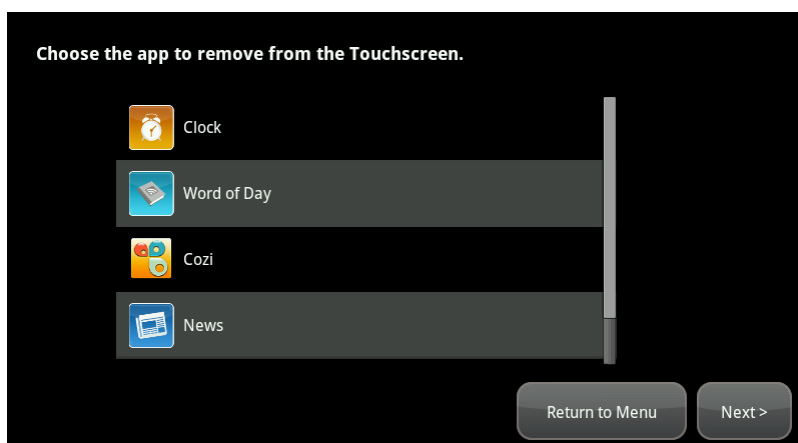 Choose the app to remove from the Touchscreen.
Clock
Word of Day
Cozi
News
Return to Menu
Next >